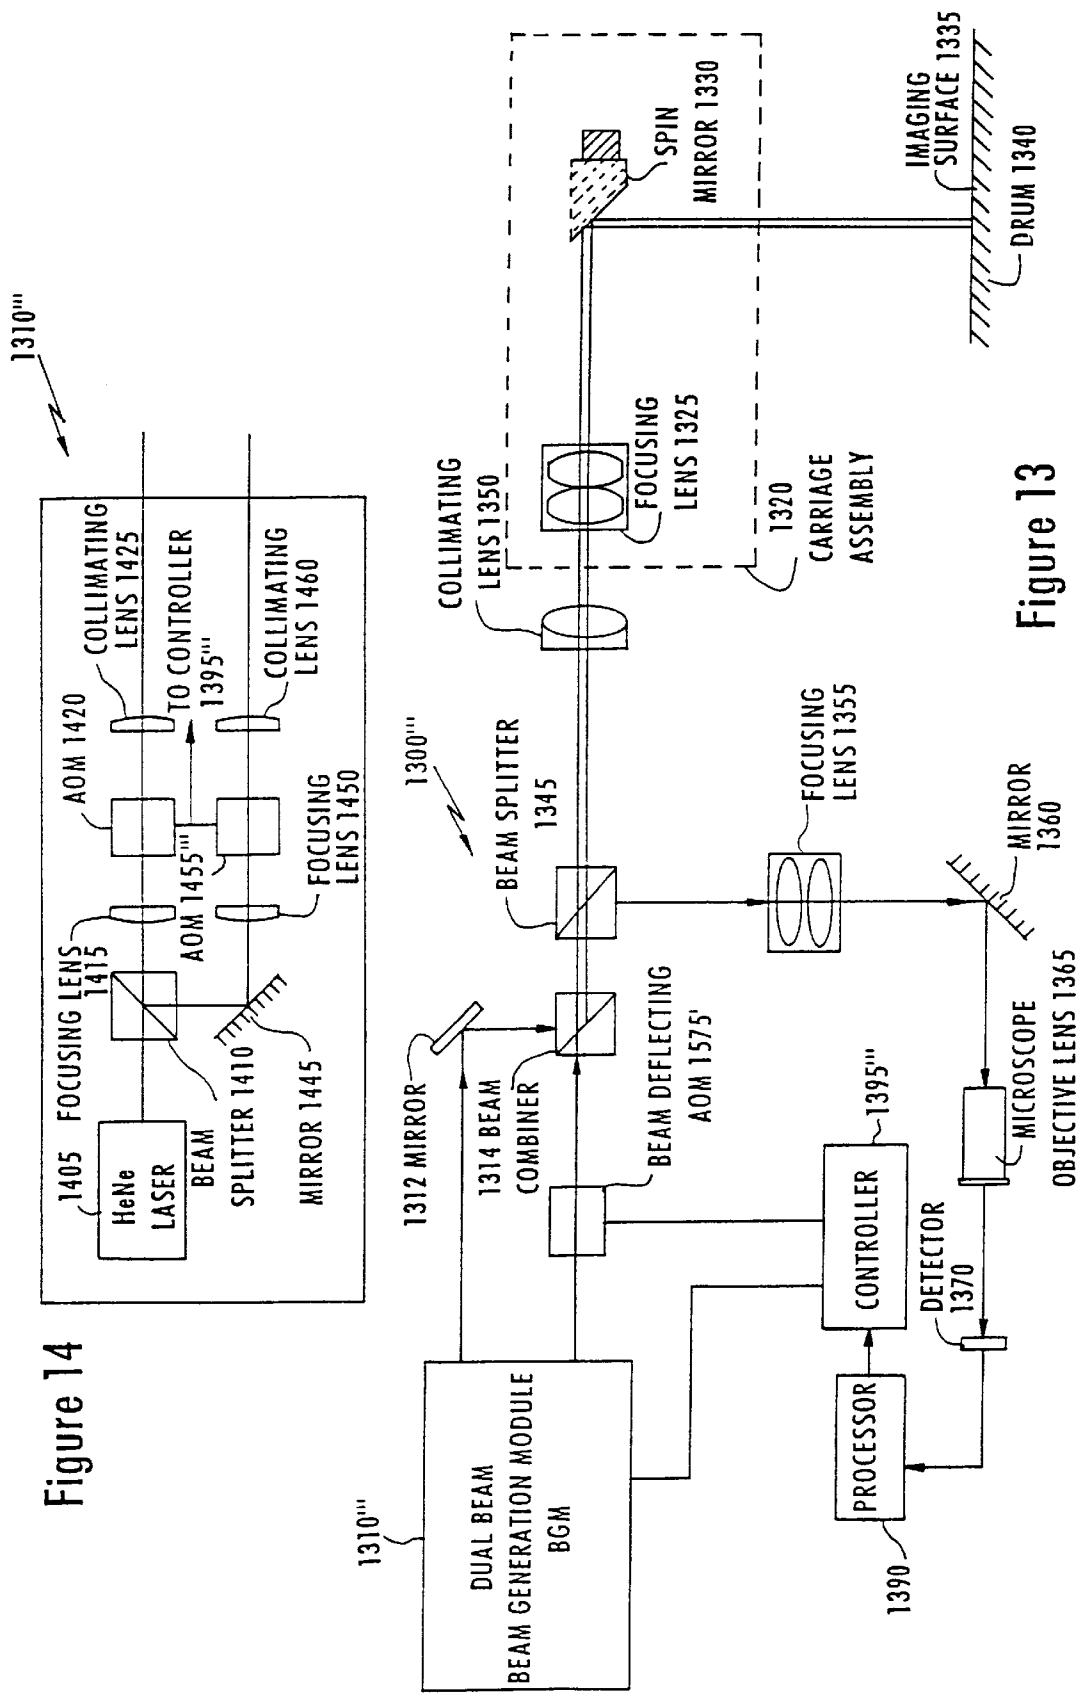 Figure 14
1310'''
1405
HeNe
LASER
FOCUSING LENS
1415
AOM 1420
COLLIMATING
LENS 1425
BEAM
SPLITTER 1410
MIRROR 1445
AOM 1455'''
FOCUSING
LENS 1450
TO CONTROLLER
1395'''
COLLIMATING
LENS 1460
1310'''
DUAL BEAM
BEAM GENERATION MODULE
BGM
1312 MIRROR
1314 BEAM
COMBINER
BEAM DEFLECTING
AOM 1575'
1300'''
BEAM SPLITTER
1345
COLLIMATING
LENS 1350
FOCUSING
LENS 1325
1320
CARRIAGE
ASSEMBLY
SPIN
MIRROR 1330
IMAGING
SURFACE 1335
DRUM 1340
FOCUSING
LENS 1355
MIRROR
1360
MICROSCOPE
OBJECTIVE LENS 1365
DETECTOR
1370
1395'''
CONTROLLER
PROCESSOR
1390
Figure 13